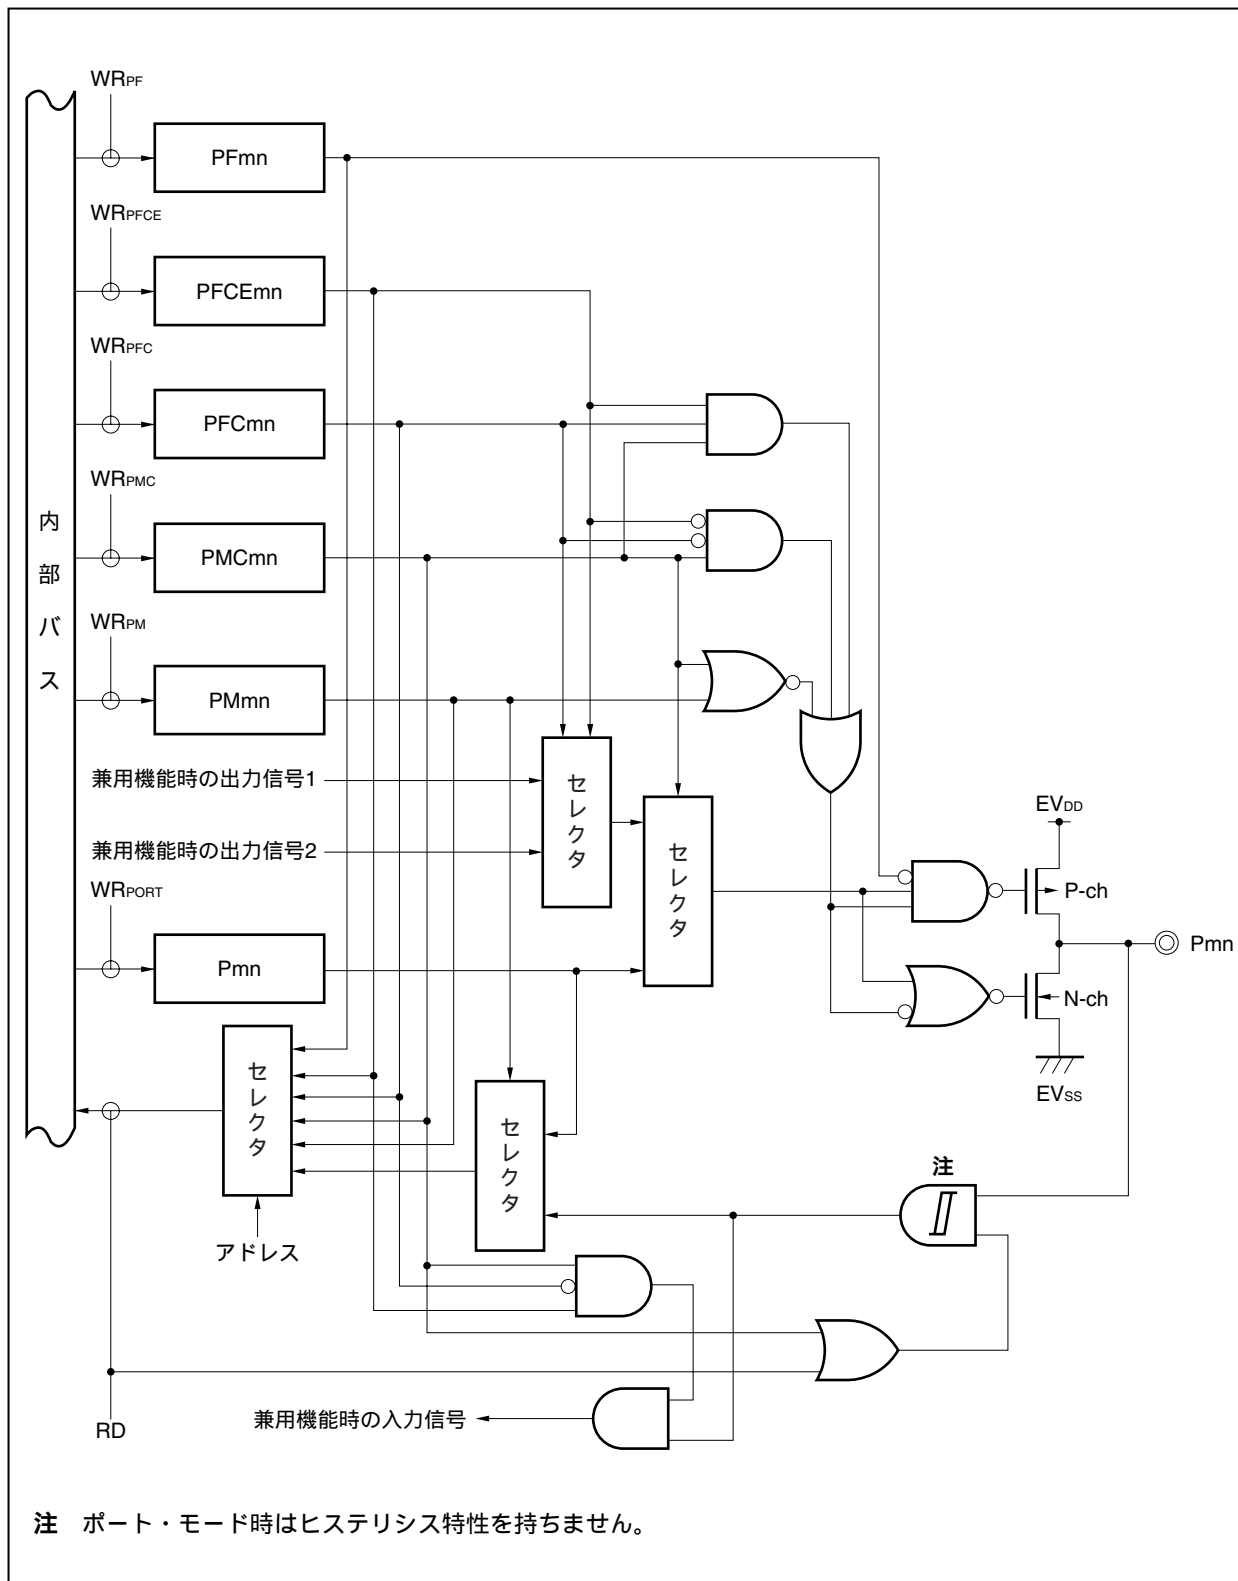 WRPF
PFmn
WRPFCE
PFCEmn
WRPFC
PFCmn
WRPMC
PMCmn
内部バス
WRPM
PMmn
兼用機能時の出力信号1
セレクタ
兼用機能時の出力信号2
セレクタ
WRPORT
Pmn
EVDD
P-ch
Pmn
N-ch
EVSS
セレクタ
セレクタ
アドレス
注
RD
兼用機能時の入力信号
注 ポート・モード時はヒステリシス特性を持ちません。